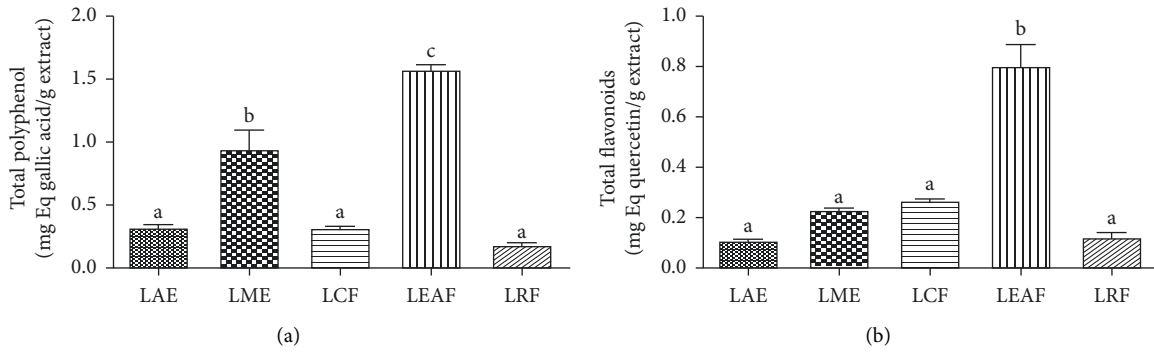 Total polyphenol
(mg Eq gallic acid/g extract)
2.0
1.5
1.0
0.5
0.0
a
b
a
c
a
LAE LME LCF LEAF LRF
(a)
Total flavonoids
(mg Eq quercetin/g extract)
1.0
0.8
0.6
0.4
0.2
0.0
a
a
a
b
a
LAE LME LCF LEAF LRF
(b)